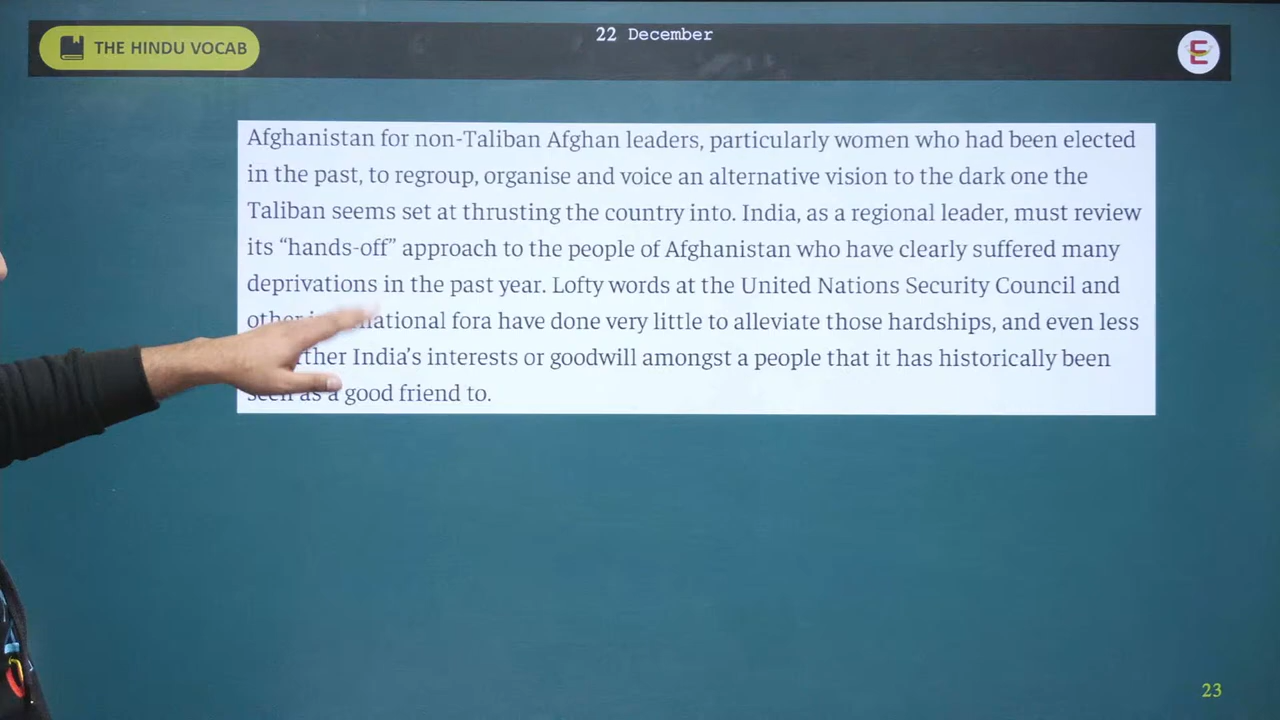 THE HINDU VOCAB
22 December
E
Afghanistan for non-Taliban Afghan leaders, particularly women who had been elected
in the past, to regroup, organise and voice an alternative vision to the dark one the
Taliban seems set at thrusting the country into. India, as a regional leader, must review
its “hands-off” approach to the people of Afghanistan who have clearly suffered many
deprivations in the past year. Lofty words at the United Nations Security Council and
other international fora have done very little to alleviate those hardships, and even less
India’s interests or goodwill amongst a people that it has historically been
seen as a good friend to.
23